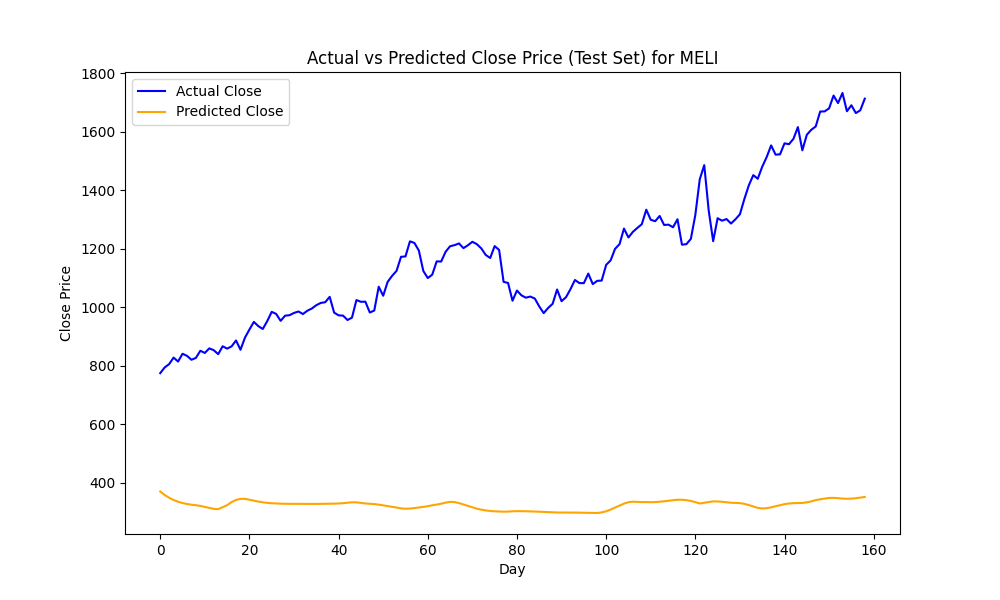 Actual vs Predicted Close Price (Test Set) for MELI
Actual Close
Predicted Close
Close Price
1800
1600
1400
1200
1000
800
600
400
0 20 40 60 80 100 120 140 160
Day